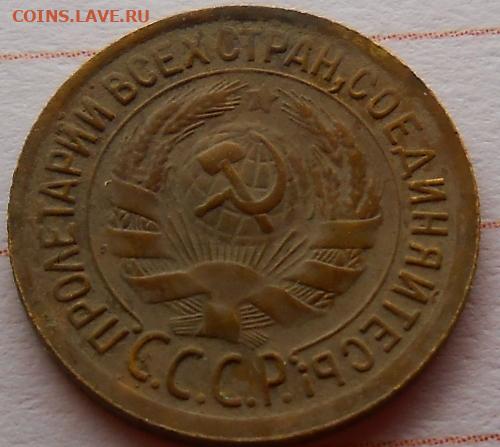 COINS.LAVE.RU
ПРОЛЕТАРИИ ВСЕХ СТРАН, СОЕДИНЯЙТЕСЬ!
С.С.С.Р.